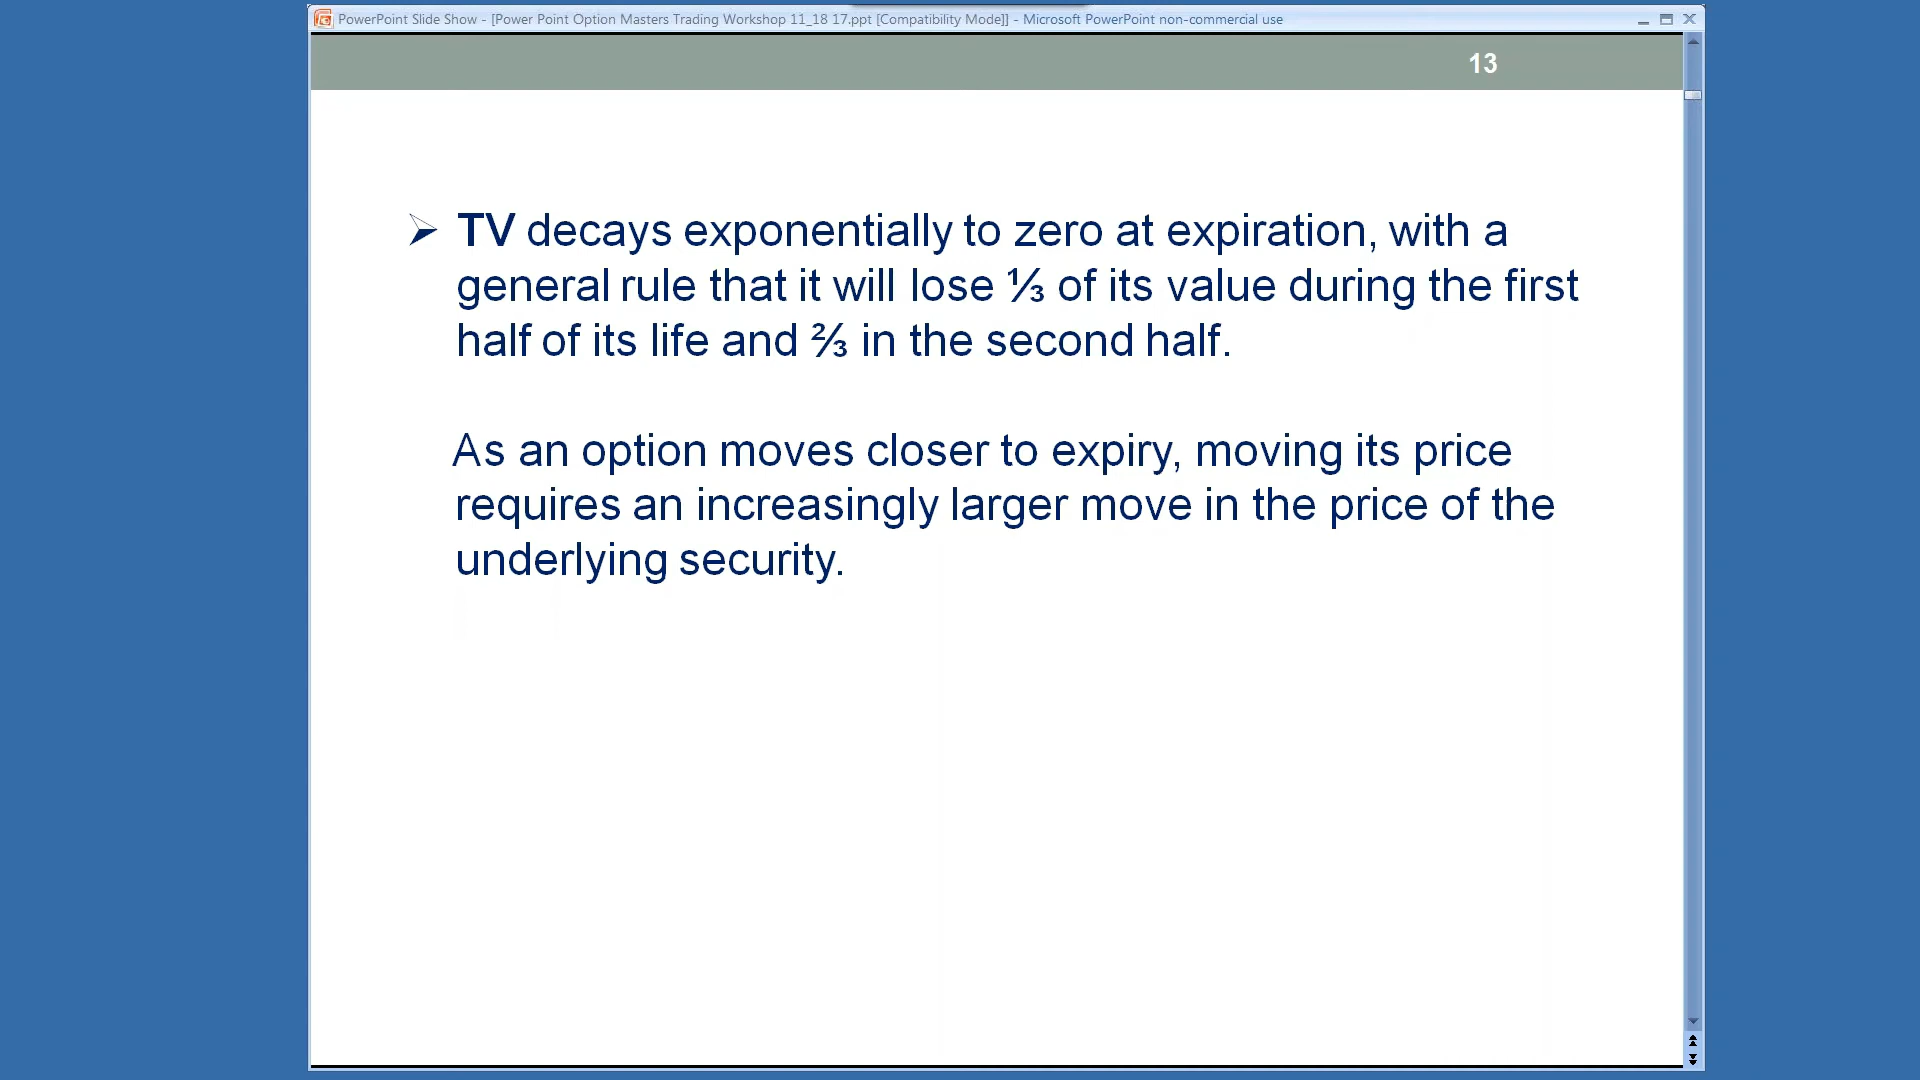 PowerPoint Slide Show - [Power Point Option Masters Trading Workshop 11_18 17.ppt [Compatibility Mode]] - Microsoft PowerPoint non-commercial use
13
TV decays exponentially to zero at expiration, with a
general rule that it will lose ⅓ of its value during the first
half of its life and ⅔ in the second half.
As an option moves closer to expiry, moving its price
requires an increasingly larger move in the price of the
underlying security.